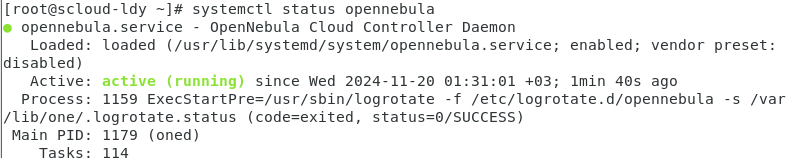 [root@scloud-ldy ~]# systemctl status opennebula
● opennebula.service - OpenNebula Cloud Controller Daemon
   Loaded: loaded (/usr/lib/systemd/system/opennebula.service; enabled; vendor preset:
disabled)
   Active: active (running) since Wed 2024-11-20 01:31:01 +03; 1min 40s ago
  Process: 1159 ExecStartPre=/usr/sbin/logrotate -f /etc/logrotate.d/opennebula -s /var
/lib/one/.logrotate.status (code=exited, status=0/SUCCESS)
 Main PID: 1179 (oned)
    Tasks: 114